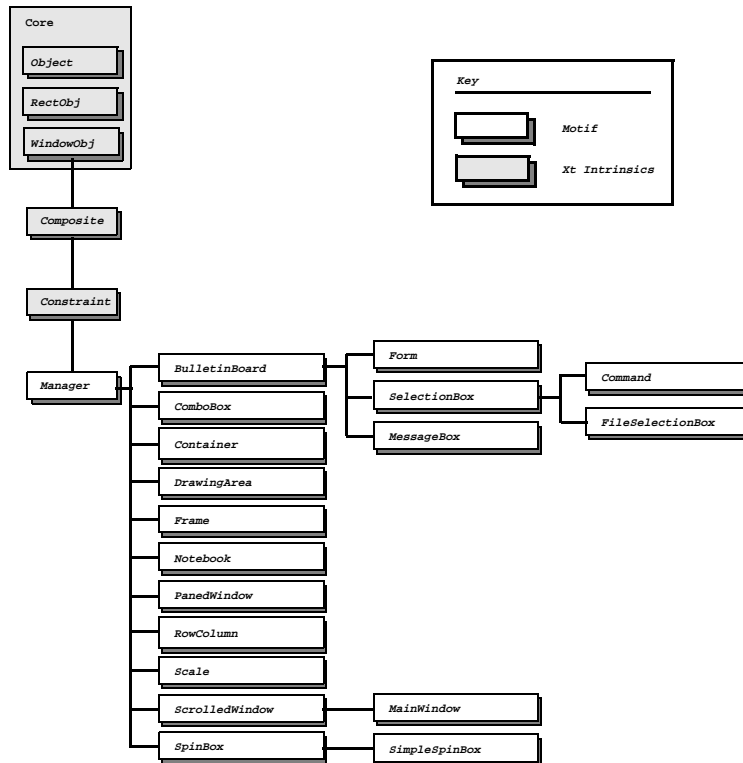 Core
Object
RectObj
WindowObj
Key
Motif
Xt Intrinsics
Composite
Constraint
Manager
BulletinBoard
ComboBox
Container
DrawingArea
Frame
Notebook
PanedWindow
RowColumn
Scale
ScrolledWindow
SpinBox
Form
SelectionBox
MessageBox
MainWindow
SimpleSpinBox
Command
FileSelectionBox